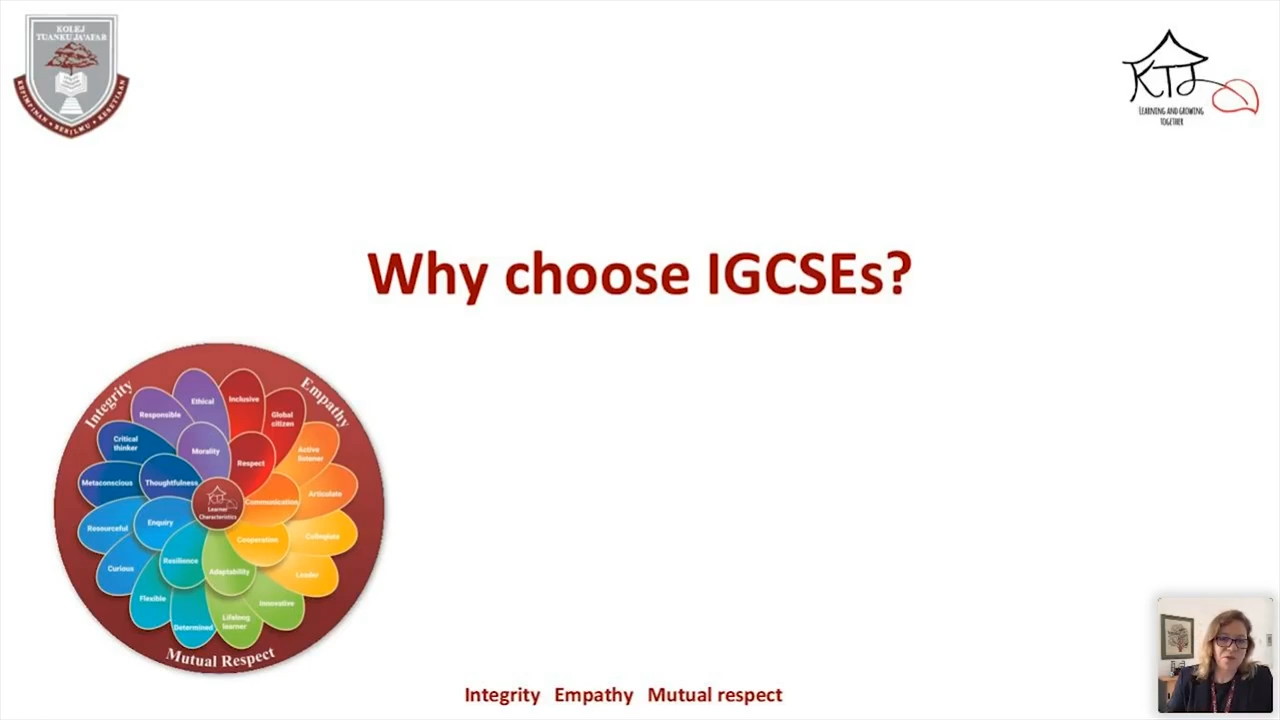 KOLEJ
TUANKU JA'AFAR
KEPIMPINAN • BERILMU • KESETIAAN
KTJ
LEARNING AND GROWING
TOGETHER
Why choose IGCSEs?
Integrity
Empathy
Ethical
Inclusive
Responsible
Global
citizen
Critical
thinker
Morality
Active
listener
Respect
Metaconscious
Thoughtfulness
KTJ
Learner
Characteristics
Communication
Articulate
Resourceful
Enquiry
Cooperation
Collegiate
Curious
Resilience
Adaptability
Leader
Flexible
Innovative
Determined
Lifelong
learner
Mutual Respect
Integrity Empathy Mutual respect